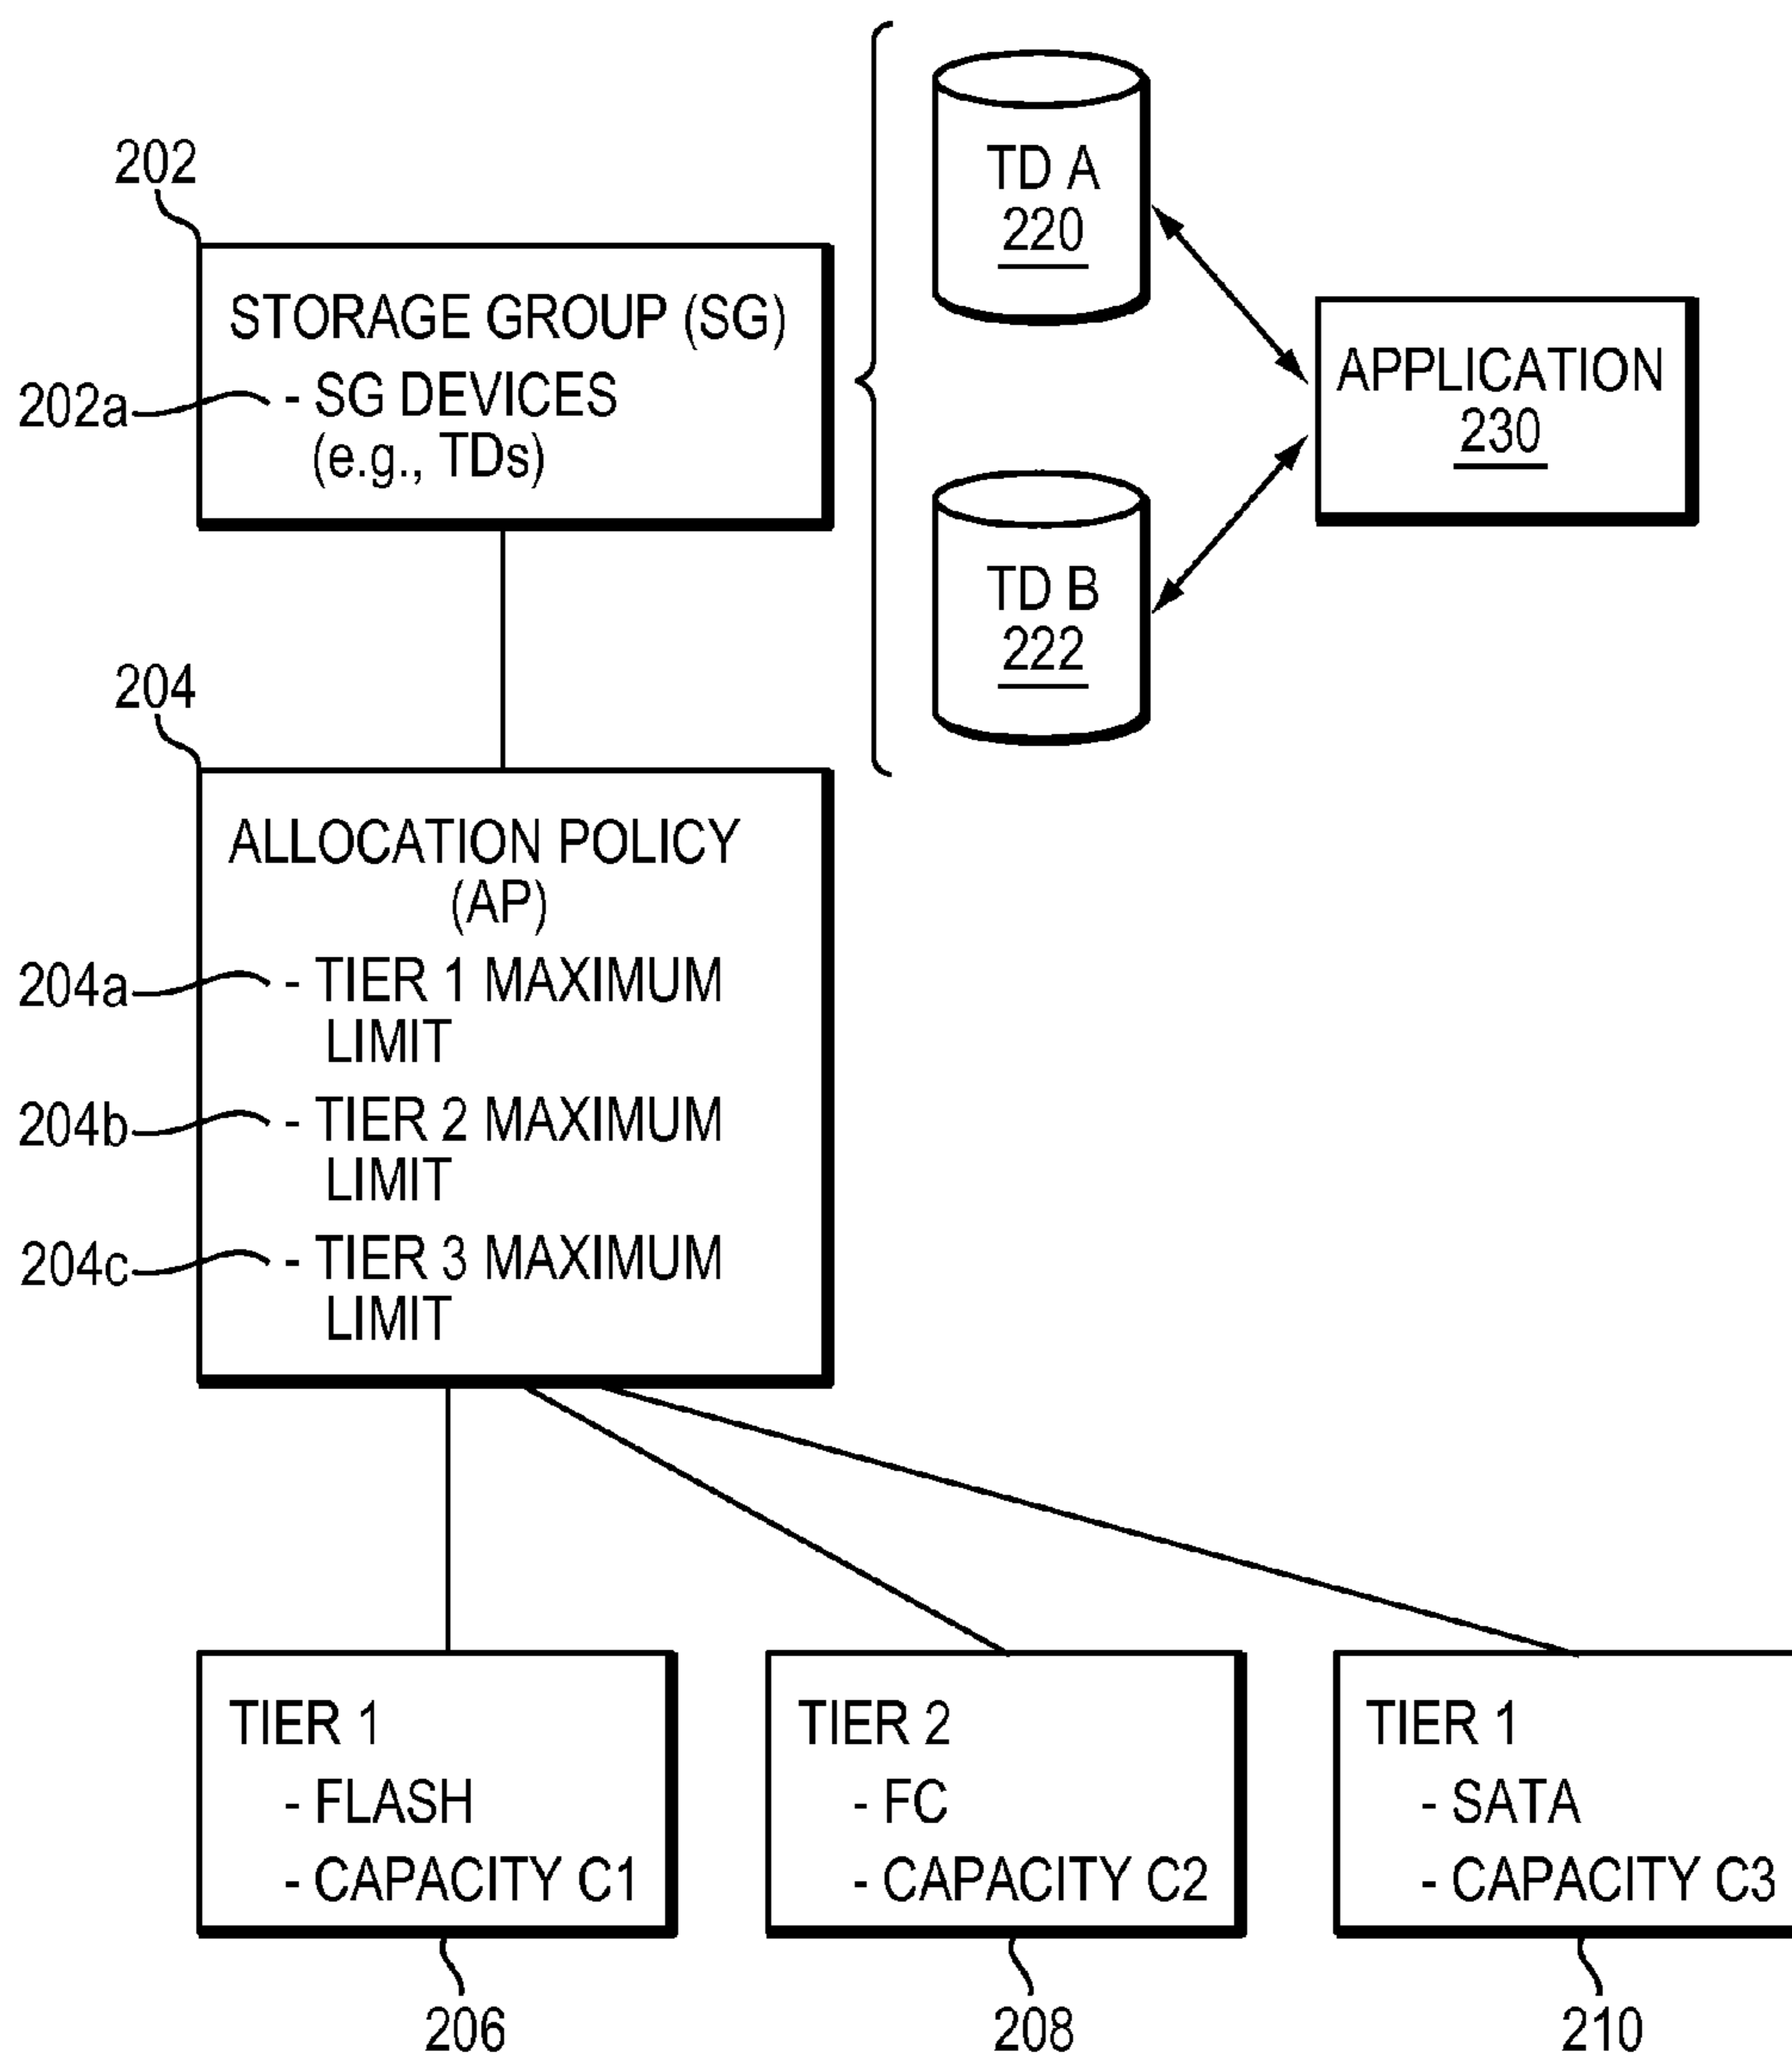 202
STORAGE GROUP (SG)
202a
- SG DEVICES
(e.g., TDs)
TD A
220
APPLICATION
230
TD B
222
204
ALLOCATION POLICY
(AP)
204a
- TIER 1 MAXIMUM
LIMIT
204b
- TIER 2 MAXIMUM
LIMIT
204c
- TIER 3 MAXIMUM
LIMIT
TIER 1
- FLASH
- CAPACITY C1
206
TIER 2
- FC
- CAPACITY C2
208
TIER 1
- SATA
- CAPACITY C3
210